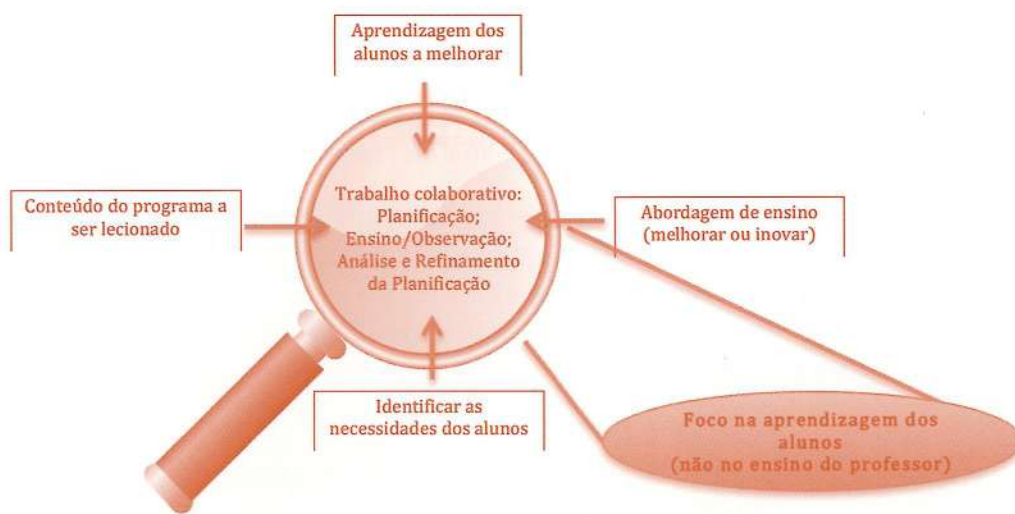 Aprendizagem dos
alunos a melhorar
Conteúdo do programa a
ser lecionado
Trabalho colaborativo:
Planificação;
Ensino/Observação;
Análise e Refinamento
da Planificação
Abordagem de ensino
(melhorar ou inovar)
Identificar as
necessidades dos alunos
Foco na aprendizagem dos
alunos
(não no ensino do professor)